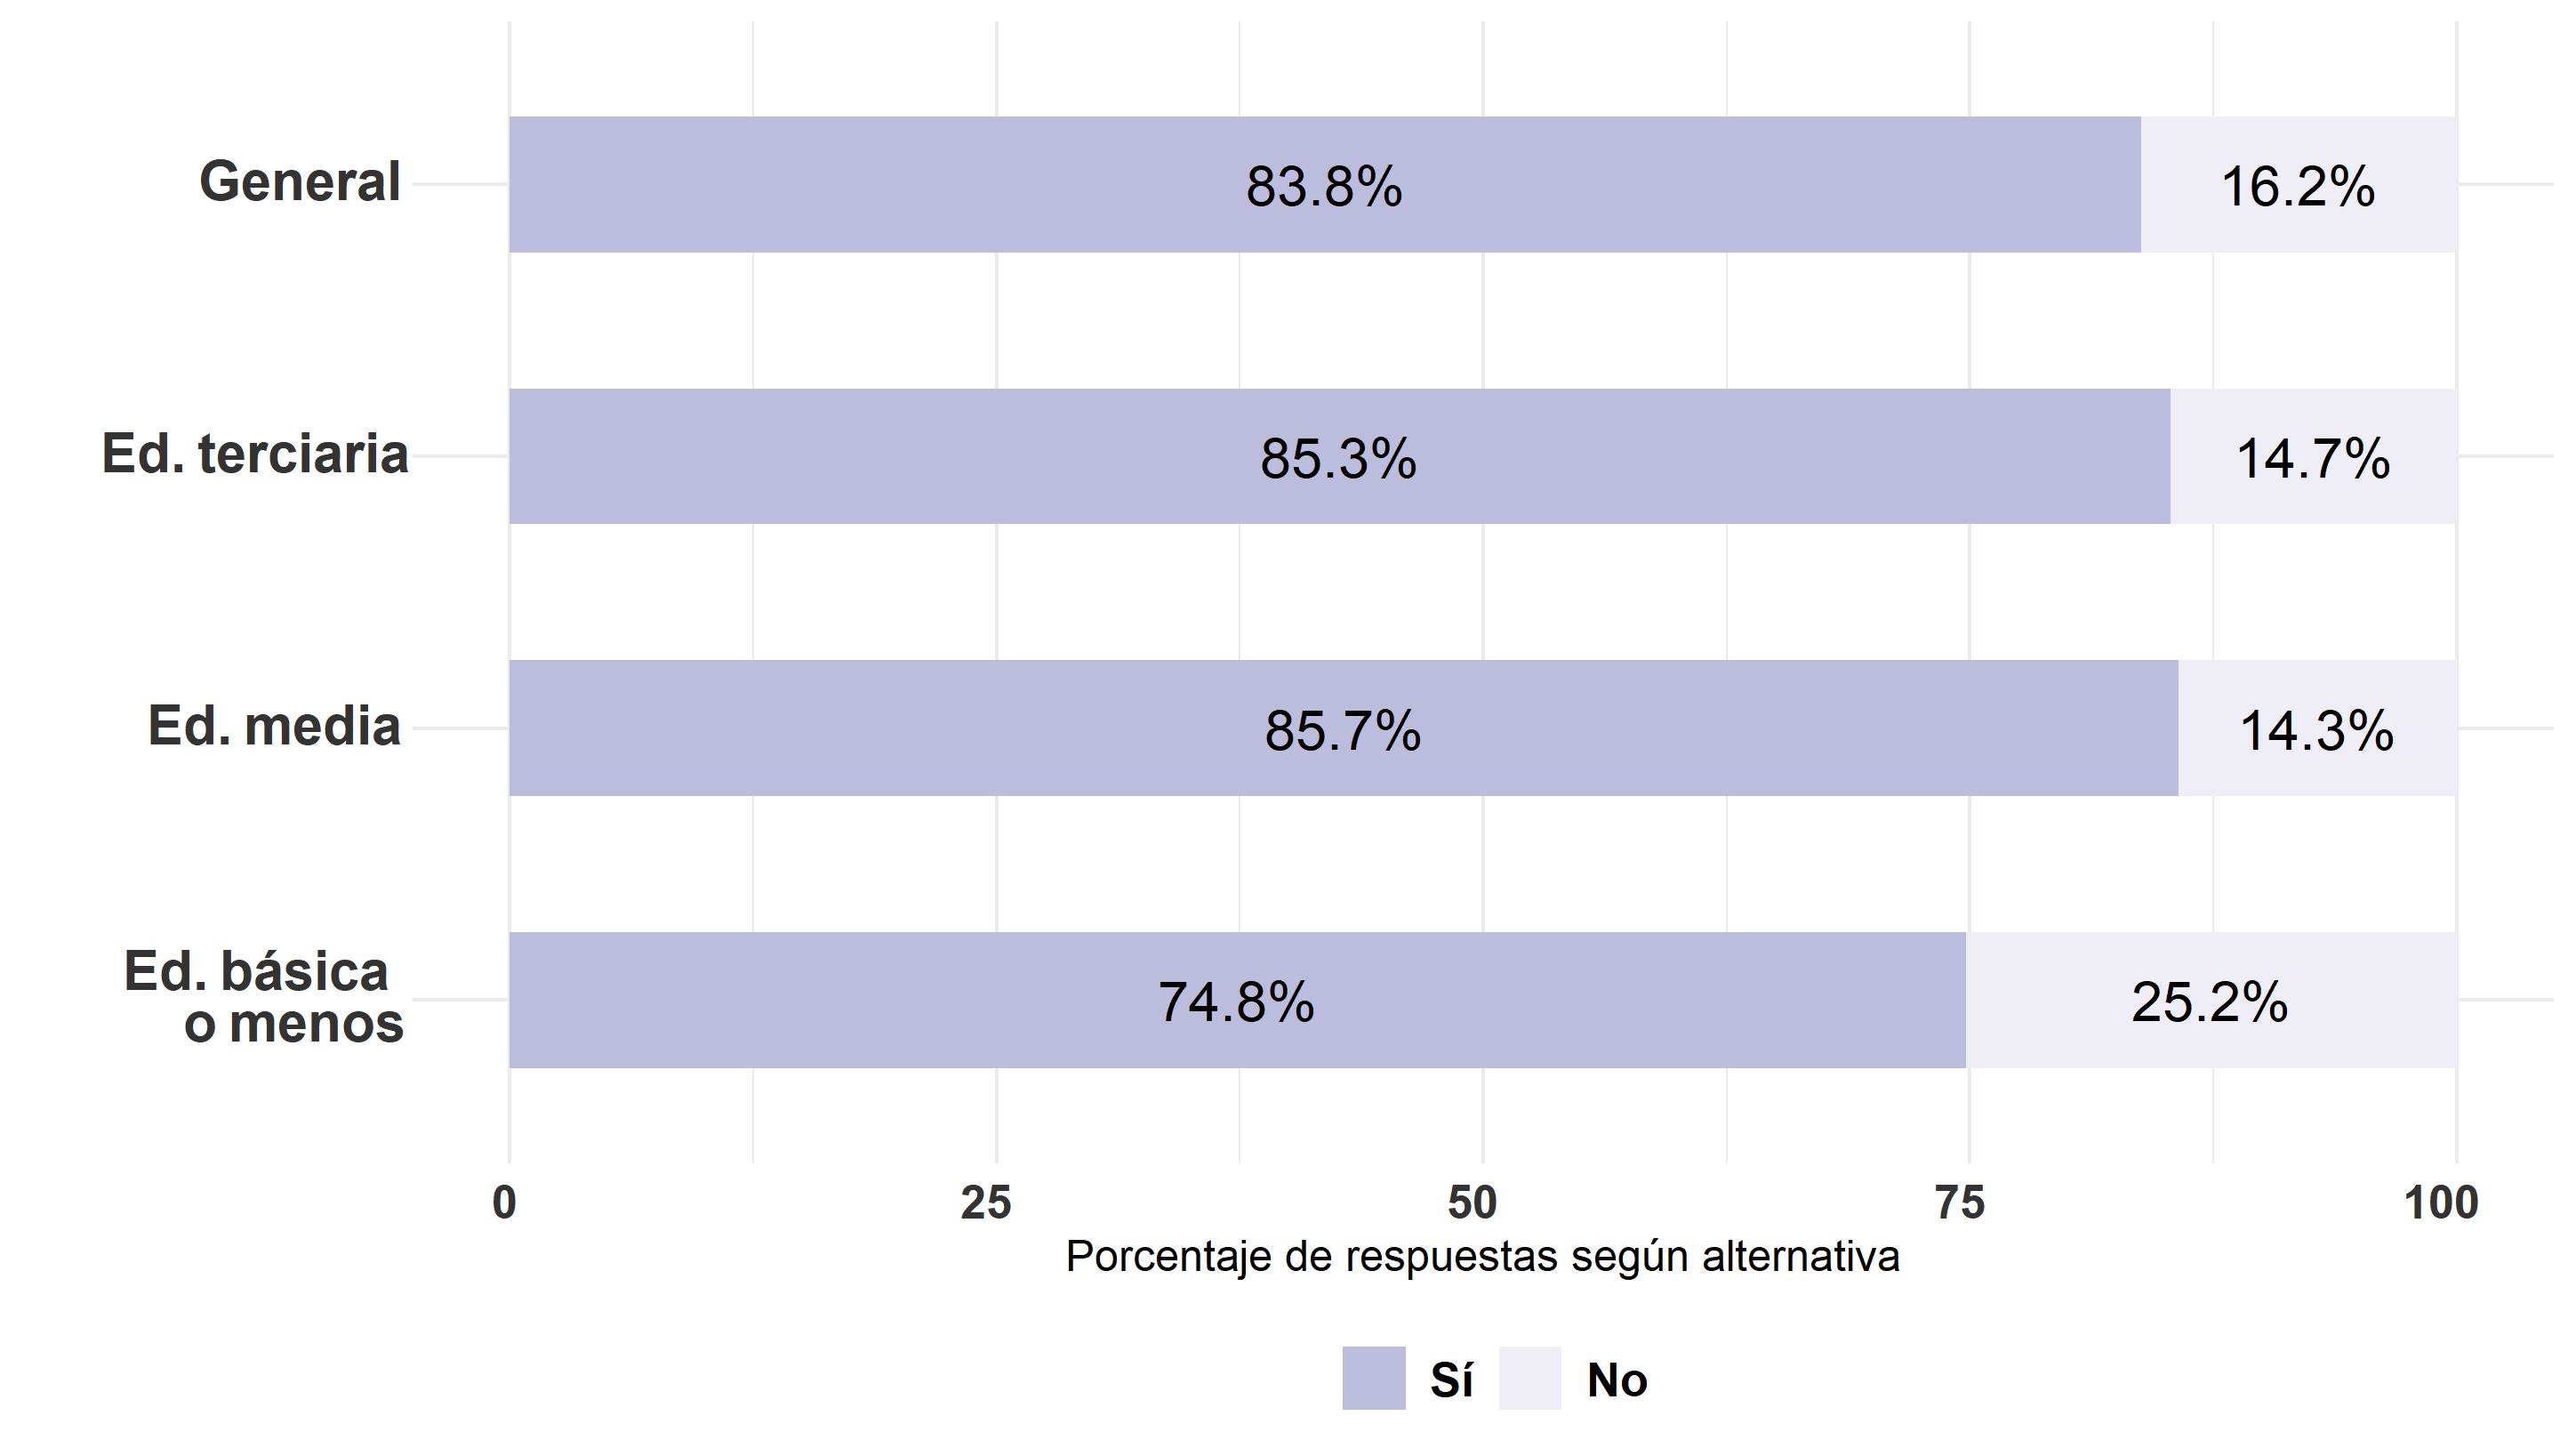 General
83.8%
16.2%
Ed. terciaria
85.3%
14.7%
Ed. media
85.7%
14.3%
Ed. básica
o menos
74.8%
25.2%
0
25
50
75
100
Porcentaje de respuestas según alternativa
Sí
No